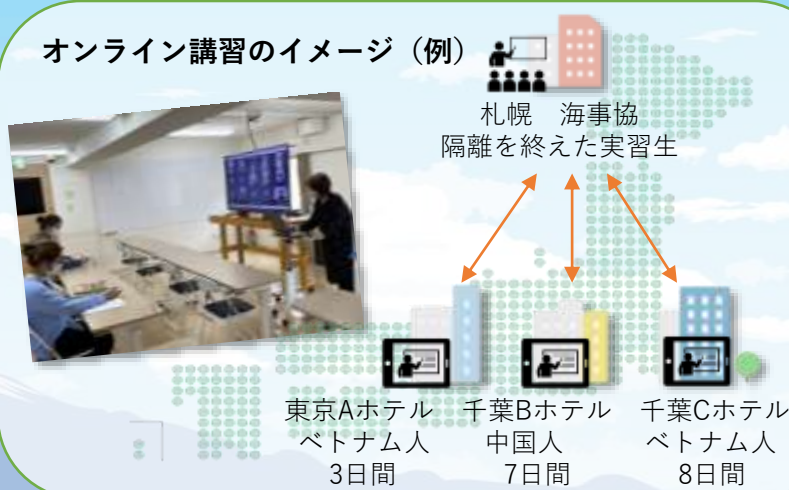 オンライン講習のイメージ（例）
札幌　海事協
隔離を終えた実習生
東京Aホテル
ベトナム人
3日間
千葉Bホテル
中国人
7日間
千葉Cホテル
ベトナム人
8日間